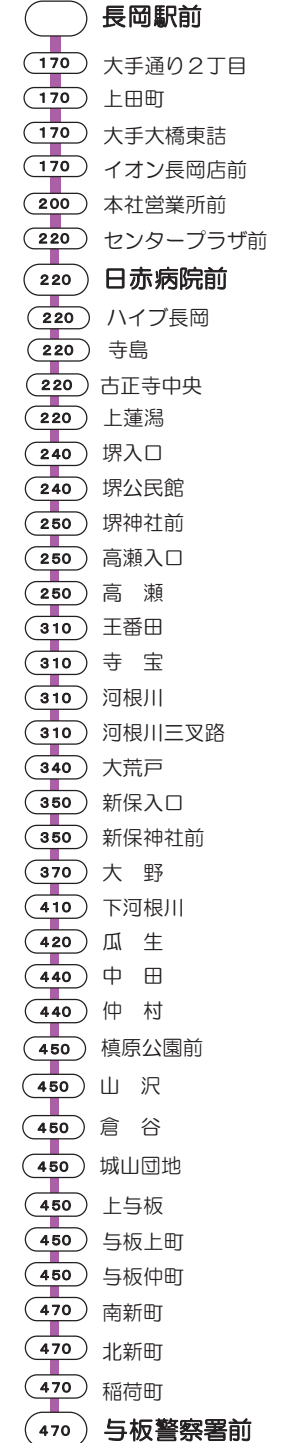 長岡駅前
170 大手通り2丁目
170 上田町
170 大手大橋東詰
170 イオン長岡店前
200 本社営業所前
220 センタープラザ前
220 日赤病院前
220 ハイブ長岡
220 寺島
220 古正寺中央
220 上蓮潟
240 堺入口
240 堺公民館
250 堺神社前
250 高瀬入口
250 高 瀬
310 王番田
310 寺 宝
310 河根川
310 河根川三叉路
340 大荒戸
350 新保入口
350 新保神社前
370 大 野
410 下河根川
420 瓜 生
440 中 田
440 仲 村
450 槙原公園前
450 山 沢
450 倉 谷
450 城山団地
450 上与板
450 与板上町
450 与板仲町
470 南新町
470 北新町
470 稲荷町
470 与板警察署前